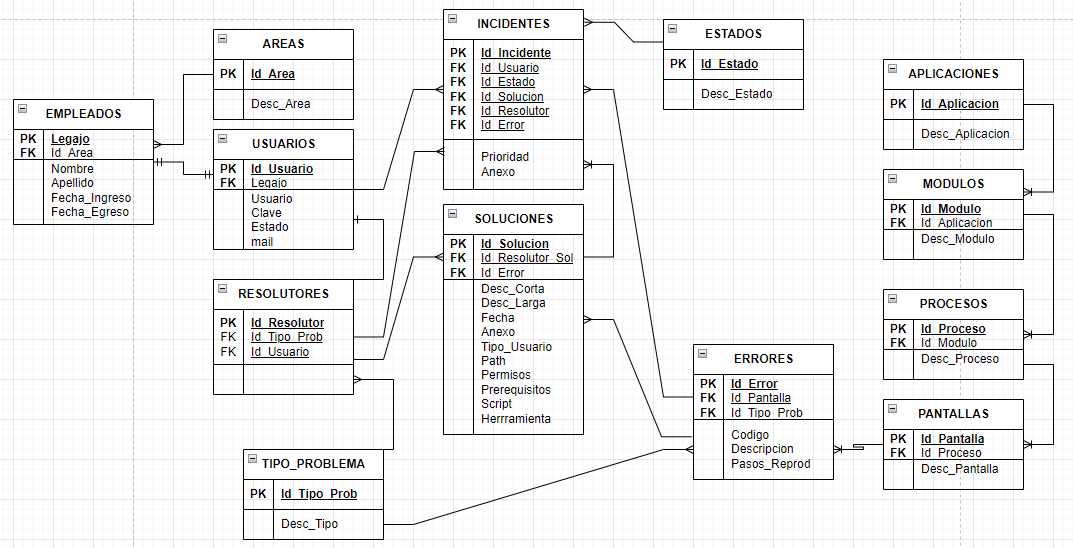 AREAS
PK Id_Area
Desc_Area
EMPLEADOS
PK Legajo
FK Id_Area
Nombre
Apellido
Fecha_Ingreso
Fecha_Egreso
USUARIOS
PK Id_Usuario
FK Legajo
Usuario
Clave
Estado
mail
RESOLUTORES
PK Id_Resolutor
FK Id_Tipo_Prob
FK Id_Usuario
TIPO_PROBLEMA
PK Id_Tipo_Prob
Desc_Tipo
INCIDENTES
PK Id_Incidente
FK Id_Usuario
FK Id_Estado
FK Id_Solucion
FK Id_Resolutor
FK Id_Error
Prioridad
Anexo
SOLUCIONES
PK Id_Solucion
FK Id_Resolutor_Sol
FK Id_Error
Desc_Corta
Desc_Larga
Fecha
Anexo
Tipo_Usuario
Path
Permisos
Prerequisitos
Script
Herrramienta
ESTADOS
PK Id_Estado
Desc_Estado
ERRORES
PK Id_Error
FK Id_Pantalla
FK Id_Tipo_Prob
Codigo
Descripcion
Pasos_Reprod
APLICACIONES
PK Id_Aplicacion
Desc_Aplicacion
MODULOS
PK Id_Modulo
FK Id_Aplicacion
Desc_Modulo
PROCESOS
PK Id_Proceso
FK Id_Modulo
Desc_Proceso
PANTALLAS
PK Id_Pantalla
FK Id_Proceso
Desc_Pantalla